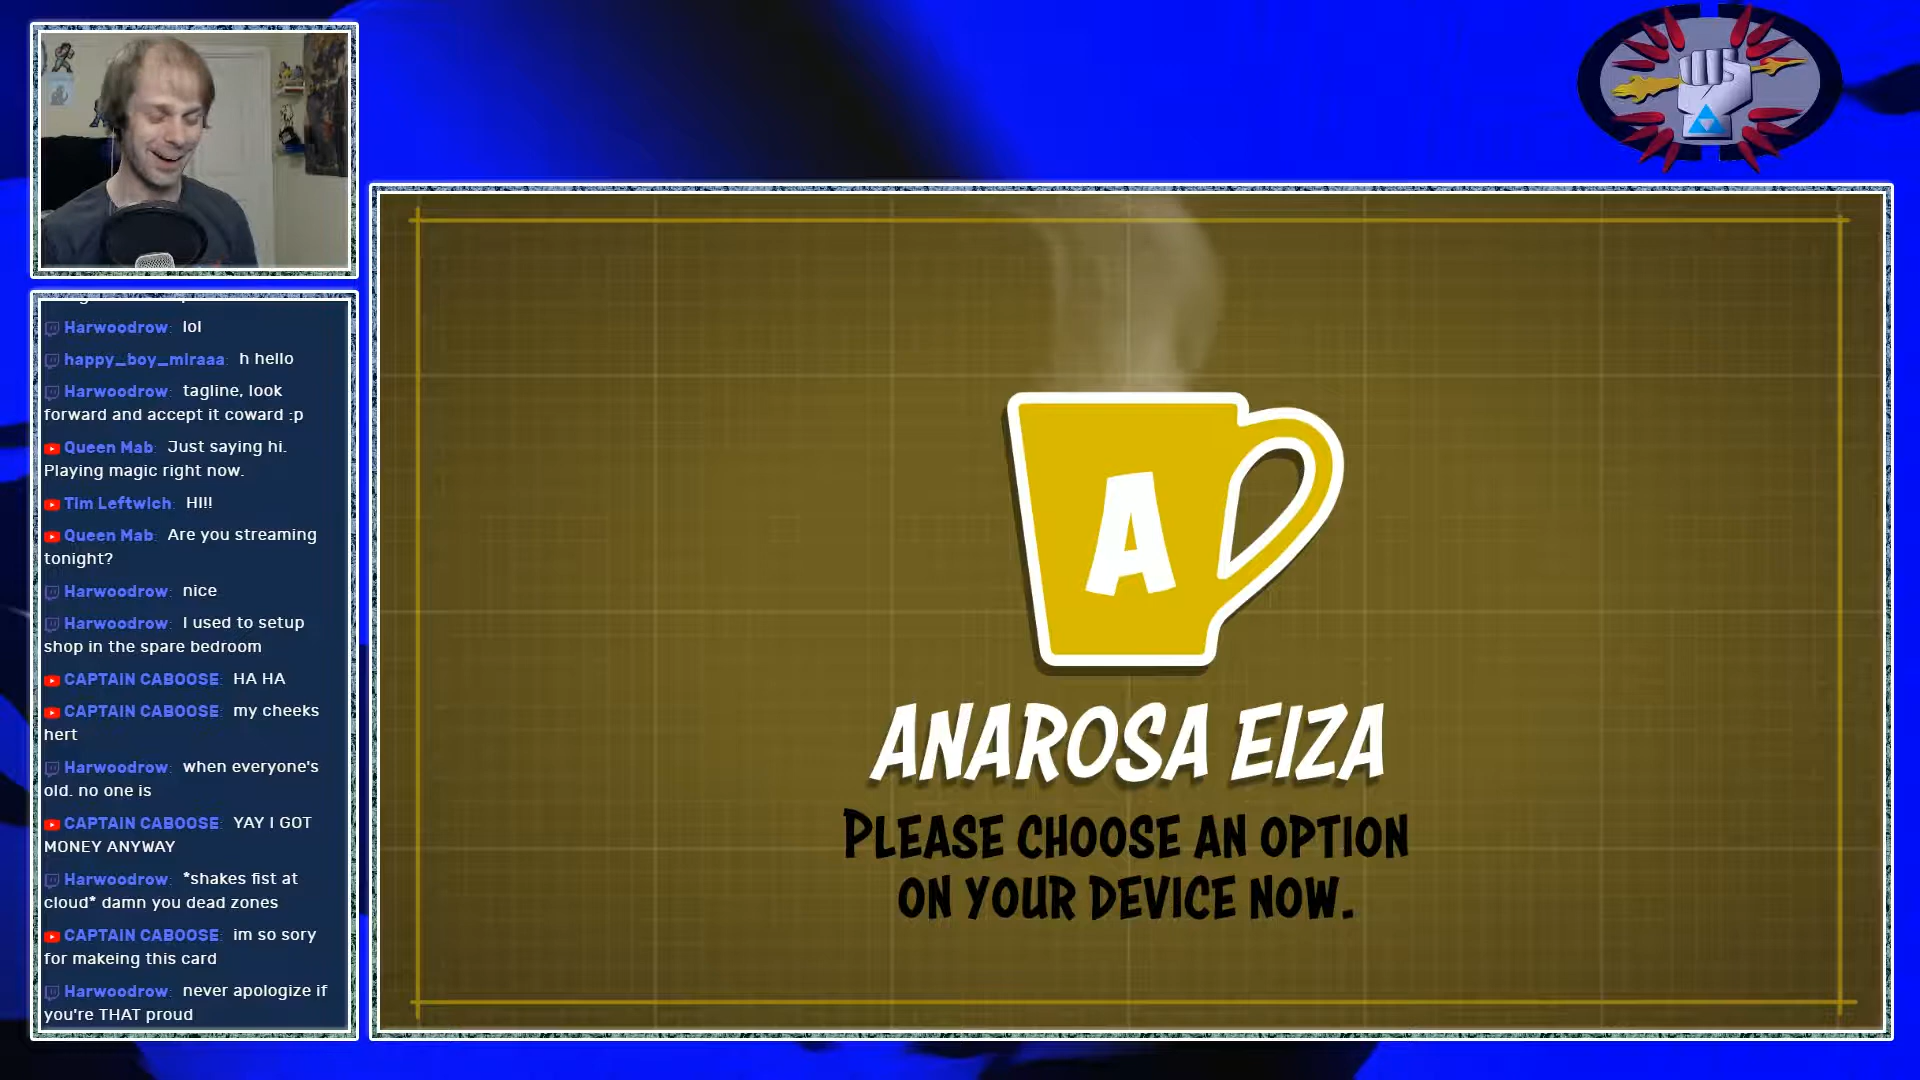 Harwoodrow: lol
happy_boy_mlraaa: h hello
Harwoodrow: tagline, look
forward and accept it coward :p
Queen Mab: Just saying hi.
Playing magic right now.
Tim Leftwich: HI!!
Queen Mab: Are you streaming
tonight?
Harwoodrow: nice
Harwoodrow: I used to setup
shop in the spare bedroom
CAPTAIN CABOOSE: HA HA
CAPTAIN CABOOSE: my cheeks
hert
Harwoodrow: when everyone's
old. no one is
CAPTAIN CABOOSE: YAY I GOT
MONEY ANYWAY
Harwoodrow: *shakes fist at
cloud* damn you dead zones
CAPTAIN CABOOSE: im so sory
for makeing this card
Harwoodrow: never apologize if
you're THAT proud
A
ANAROSA EIZA
PLEASE CHOOSE AN OPTION
ON YOUR DEVICE NOW.